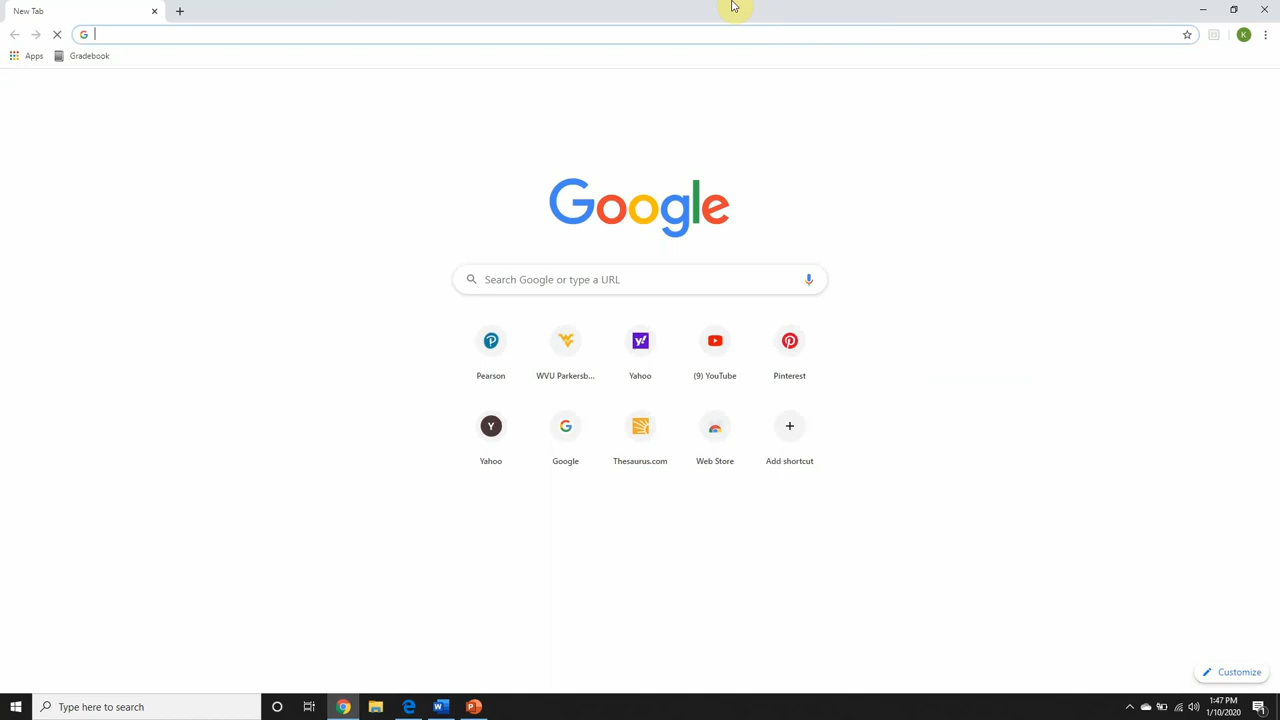 New Tab
Apps
Gradebook
Google
Search Google or type a URL
Pearson
WVU Parkersb...
Yahoo
(9) YouTube
Pinterest
Y
Yahoo
Google
Thesaurus.com
Web Store
Add shortcut
Customize
Type here to search
1:47 PM
1/10/2020